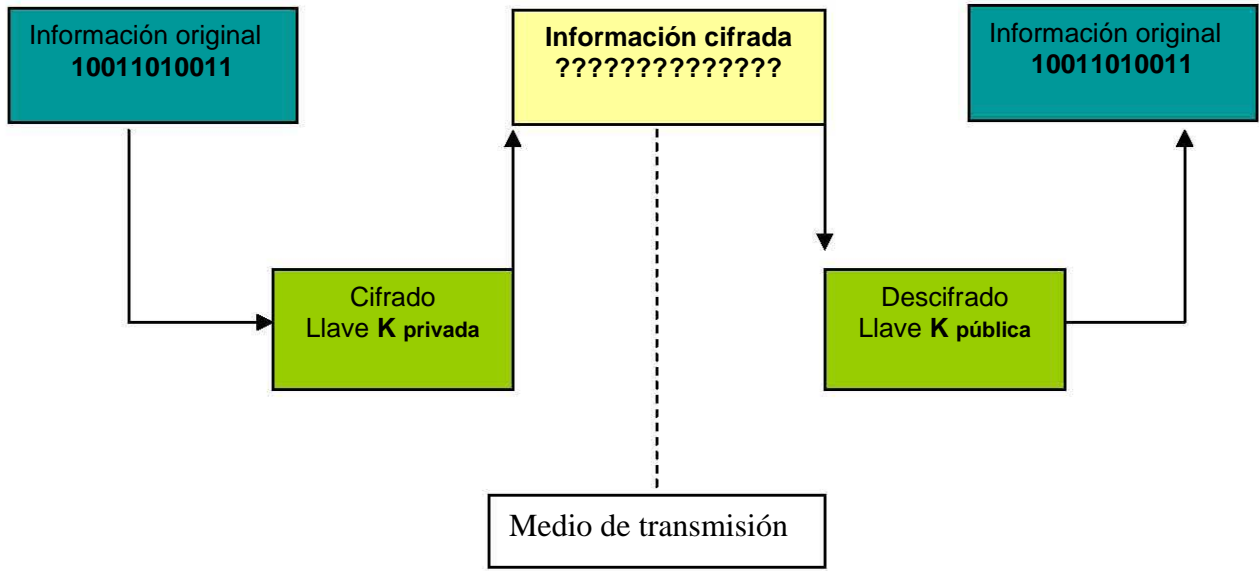 Información original
10011010011
Información cifrada
??????????????
Información original
10011010011
Cifrado
Llave K privada
Descifrado
Llave K pública
Medio de transmisión